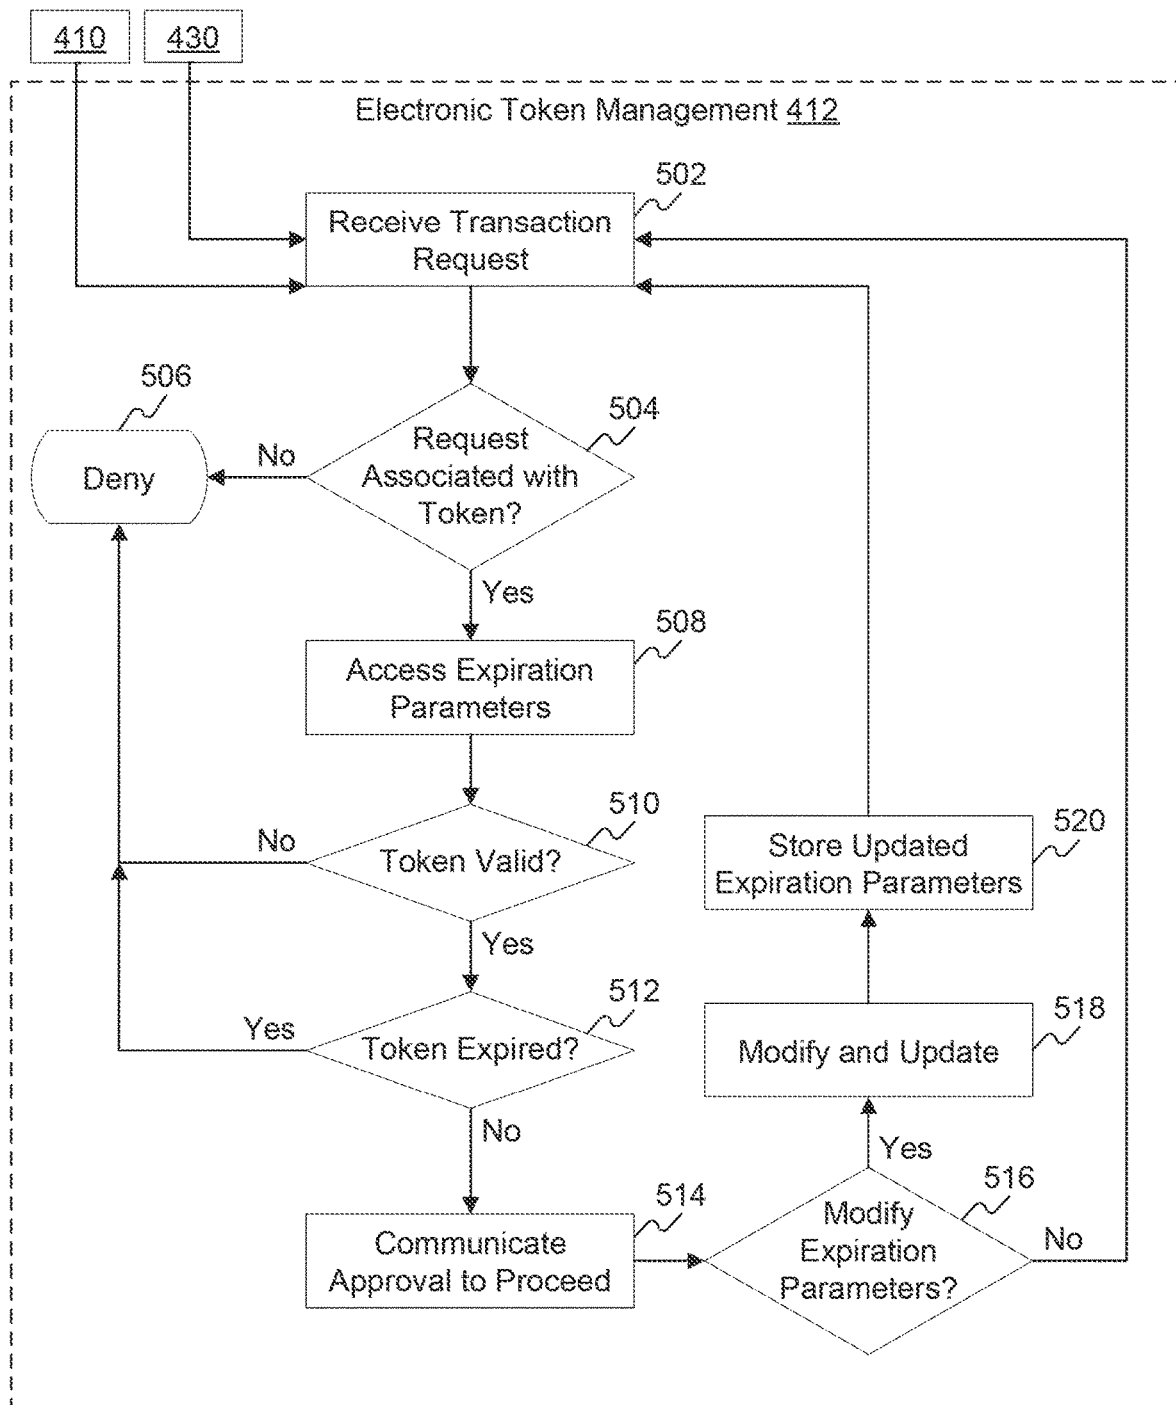 410
430
Electronic Token Management 412
502
Receive Transaction
Request
506
Deny
No
504
Request
Associated with
Token?
Yes
508
Access Expiration
Parameters
510
No
Token Valid?
Yes
512
Yes
Token Expired?
No
514
Communicate
Approval to Proceed
516
Modify
Expiration
Parameters?
No
Yes
518
Modify and Update
520
Store Updated
Expiration Parameters